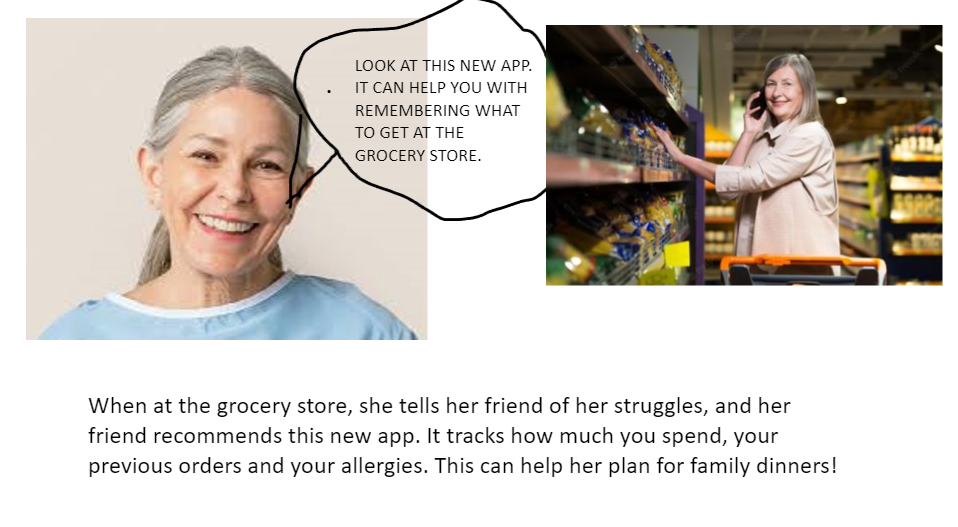 LOOK AT THIS NEW APP.
IT CAN HELP YOU WITH
REMEMBERING WHAT
TO GET AT THE
GROCERY STORE.
When at the grocery store, she tells her friend of her struggles, and her
friend recommends this new app. It tracks how much you spend, your
previous orders and your allergies. This can help her plan for family dinners!